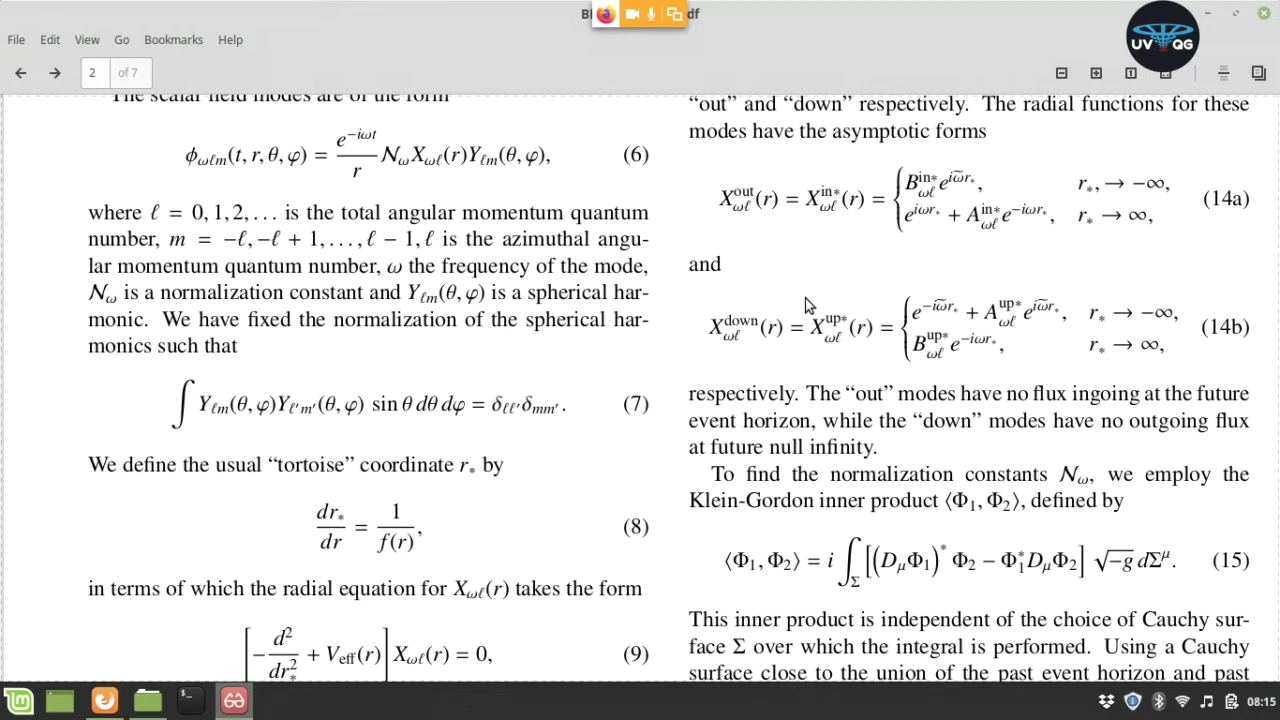 Bl df
UV QG
File Edit View Go Bookmarks Help
2 of 7
The scalar field modes are of the form
ϕ_{ωℓm}(t, r, θ, φ) = \frac{e^{-iωt}}{r} 𝒩_ω X_{ωℓ}(r)Y_{ℓm}(θ, φ), (6)
where ℓ = 0, 1, 2, . . . is the total angular momentum quantum
number, m = −ℓ, −ℓ + 1, . . . , ℓ − 1, ℓ is the azimuthal angu-
lar momentum quantum number, ω the frequency of the mode,
𝒩_ω is a normalization constant and Y_{ℓm}(θ, φ) is a spherical har-
monic. We have fixed the normalization of the spherical har-
monics such that
∫ Y_{ℓm}(θ, φ)Y_{ℓ′m′}(θ, φ) sin θ dθ dφ = δ_{ℓℓ′}δ_{mm′}. (7)
We define the usual “tortoise” coordinate r_* by
\frac{dr_*}{dr} = \frac{1}{f(r)}, (8)
in terms of which the radial equation for X_{ωℓ}(r) takes the form
[−\frac{d^2}{dr_*^2} + V_{eff}(r)] X_{ωℓ}(r) = 0, (9)
“out” and “down” respectively. The radial functions for these
modes have the asymptotic forms
X^{out}_{ωℓ}(r) = X^{in*}_{ωℓ}(r) = { B^{in*}_{ωℓ} e^{i\widetilde{ω}r_*}, r_*, → −∞,
e^{iωr_*} + A^{in*}_{ωℓ} e^{−iωr_*}, r_* → ∞, (14a)
and
X^{down}_{ωℓ}(r) = X^{up*}_{ωℓ}(r) = { e^{−i\widetilde{ω}r_*} + A^{up*}_{ωℓ} e^{i\widetilde{ω}r_*}, r_* → −∞,
B^{up*}_{ωℓ} e^{−iωr_*}, r_* → ∞, (14b)
respectively. The “out” modes have no flux ingoing at the future
event horizon, while the “down” modes have no outgoing flux
at future null infinity.
To find the normalization constants 𝒩_ω, we employ the
Klein-Gordon inner product ⟨Φ_1, Φ_2⟩, defined by
⟨Φ_1, Φ_2⟩ = i ∫_Σ [(D_μΦ_1)^* Φ_2 − Φ_1^* D_μΦ_2] √−g dΣ^μ. (15)
This inner product is independent of the choice of Cauchy sur-
face Σ over which the integral is performed. Using a Cauchy
surface close to the union of the past event horizon and past
08:15